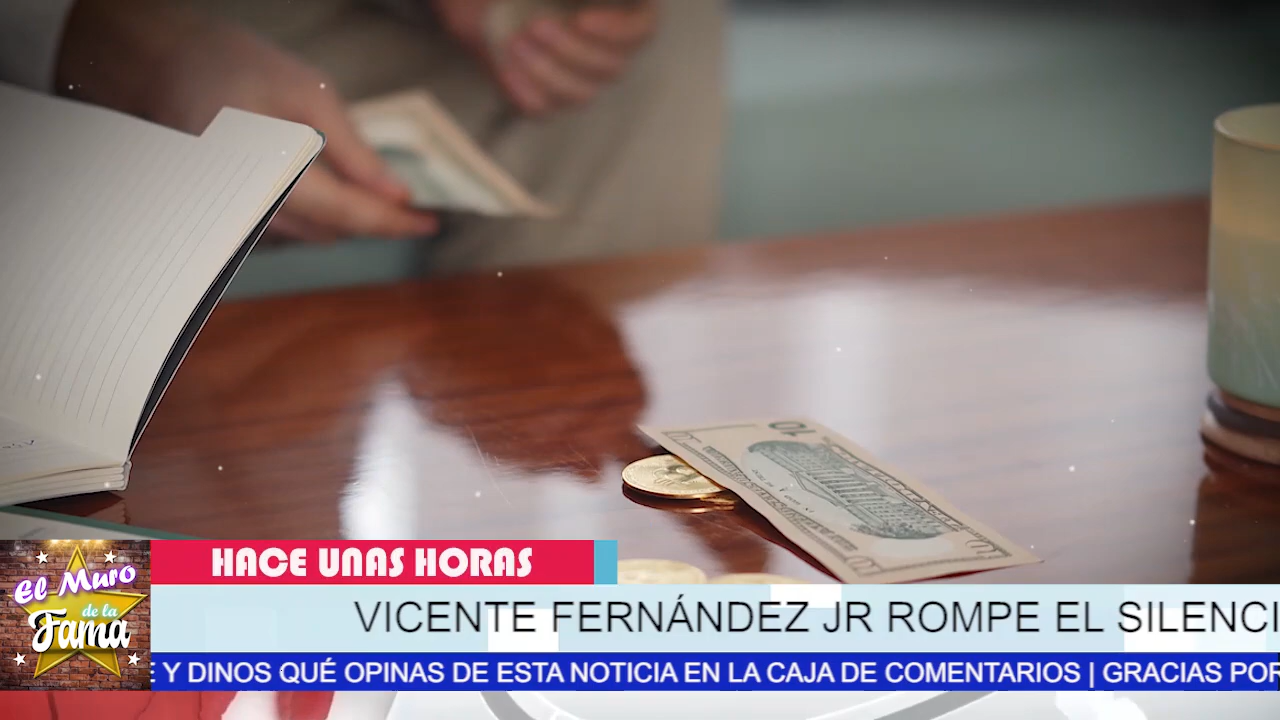 10
HACE UNAS HORAS
El Muro
de la
Fama
VICENTE FERNÁNDEZ JR ROMPE EL SILENCI
E Y DINOS QUÉ OPINAS DE ESTA NOTICIA EN LA CAJA DE COMENTARIOS | GRACIAS POR